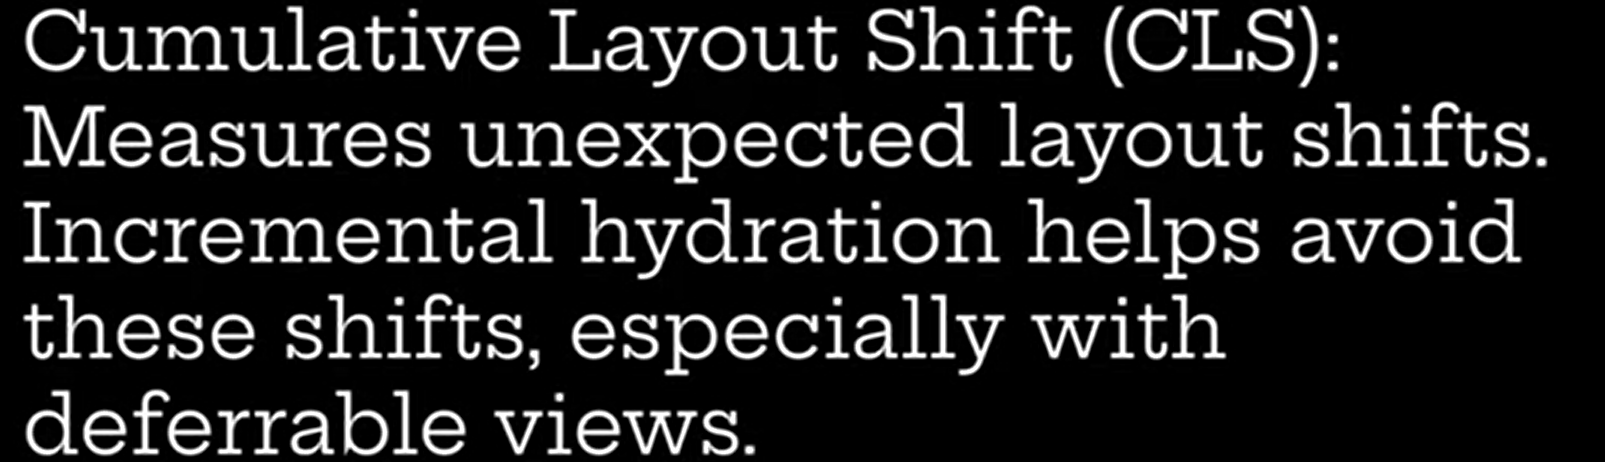 Cumulative Layout Shift (CLS):
Measures unexpected layout shifts.
Incremental hydration helps avoid
these shifts, especially with
deferrable views.